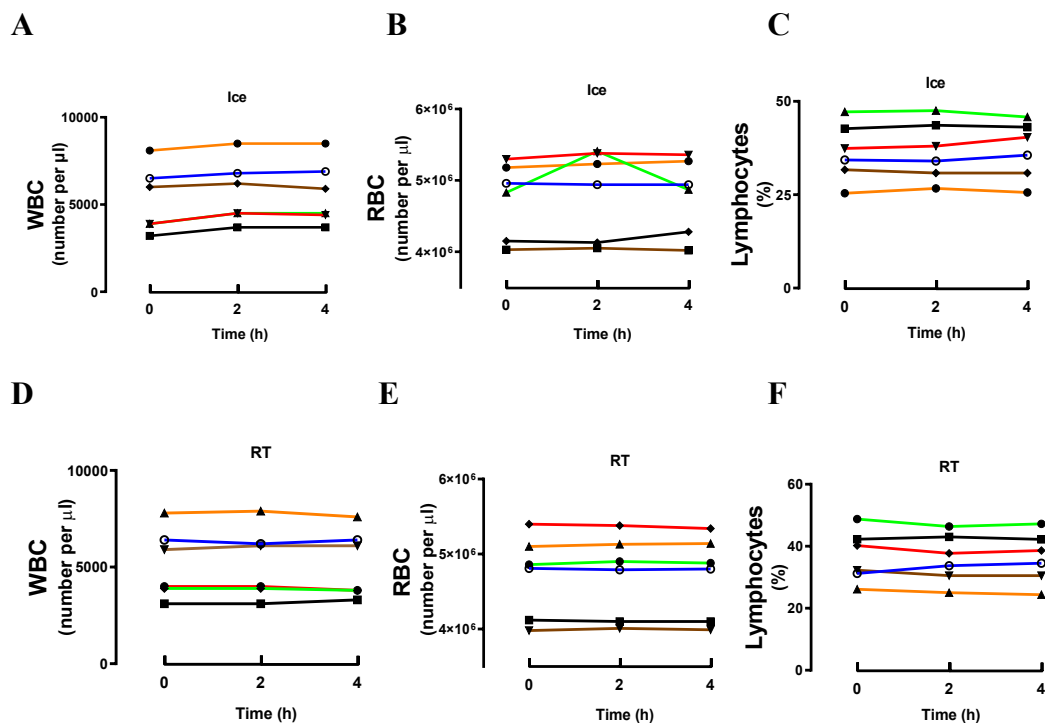 A
B
C
Ice
Ice
Ice
WBC
(number per µl)
10000
5000
0
0 2 4
Time (h)
RBC
(number per µl)
6×10⁶
5×10⁶
4×10⁶
0 2 4
Time (h)
Lymphocytes
(%)
50
25
0
0 2 4
Time (h)
D
E
F
RT
RT
RT
WBC
(number per µl)
10000
5000
0
0 2 4
Time (h)
RBC
(number per µl)
6×10⁶
5×10⁶
4×10⁶
0 2 4
Time (h)
Lymphocytes
(%)
60
40
20
0
0 2 4
Time (h)